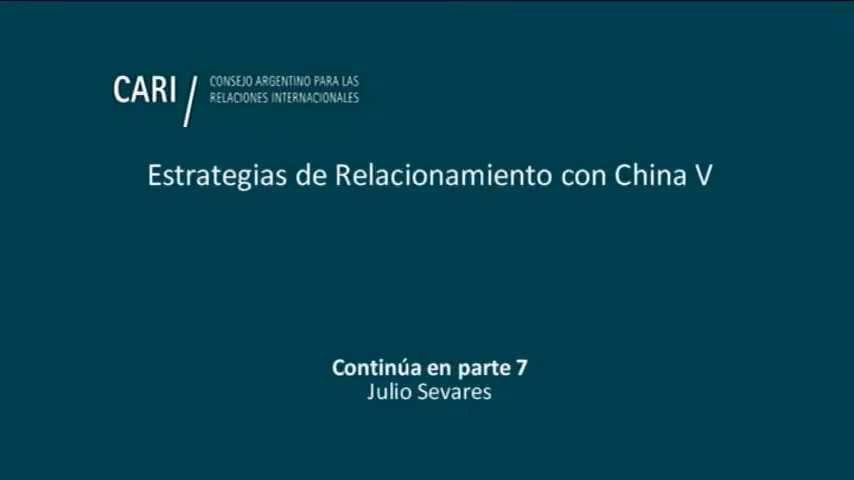 CARI/
CONSEJO ARGENTINO PARA LAS
RELACIONES INTERNACIONALES
Estrategias de Relacionamiento con China V
Continúa en parte 7
Julio Sevares